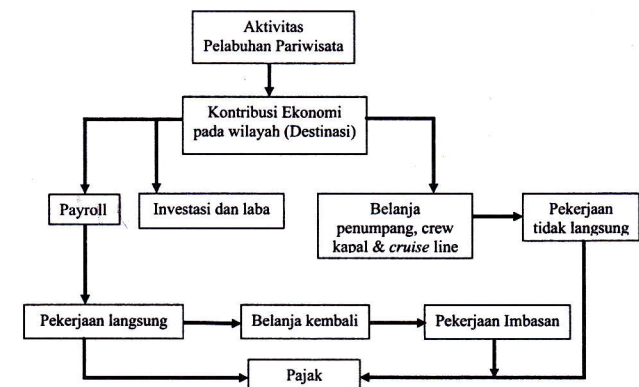 Aktivitas
Pelabuhan Pariwisata
Kontribusi Ekonomi
pada wilayah (Destinasi)
Payroll
Investasi dan laba
Belanja
penumpang, crew
kapal & cruise line
Pekerjaan
tidak langsung
Pekerjaan langsung
Belanja kembali
Pekerjaan Imbasan
Pajak